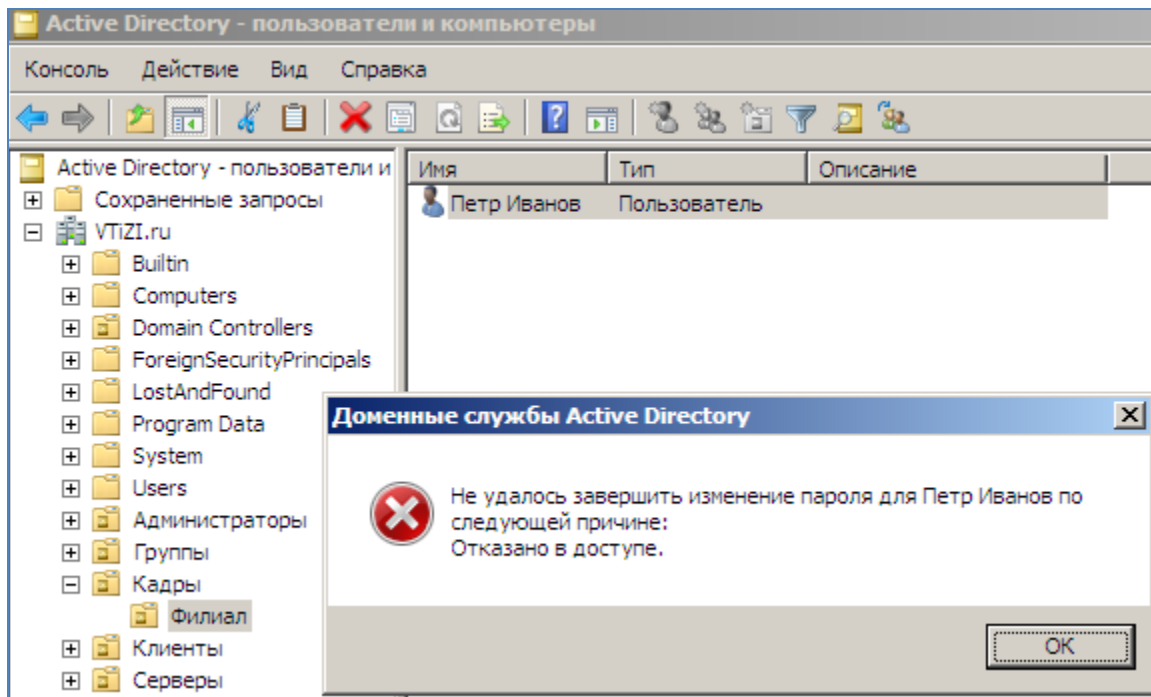 Active Directory - пользователи и компьютеры
Консоль Действие Вид Справка
Active Directory - пользователи и
Имя Тип Описание
Сохраненные запросы
Петр Иванов Пользователь
VTiZI.ru
Builtin
Computers
Domain Controllers
ForeignSecurityPrincipals
LostAndFound
Program Data
System
Users
Администраторы
Группы
Кадры
Филиал
Клиенты
Серверы
Доменные службы Active Directory
Не удалось завершить изменение пароля для Петр Иванов по
следующей причине:
Отказано в доступе.
OK